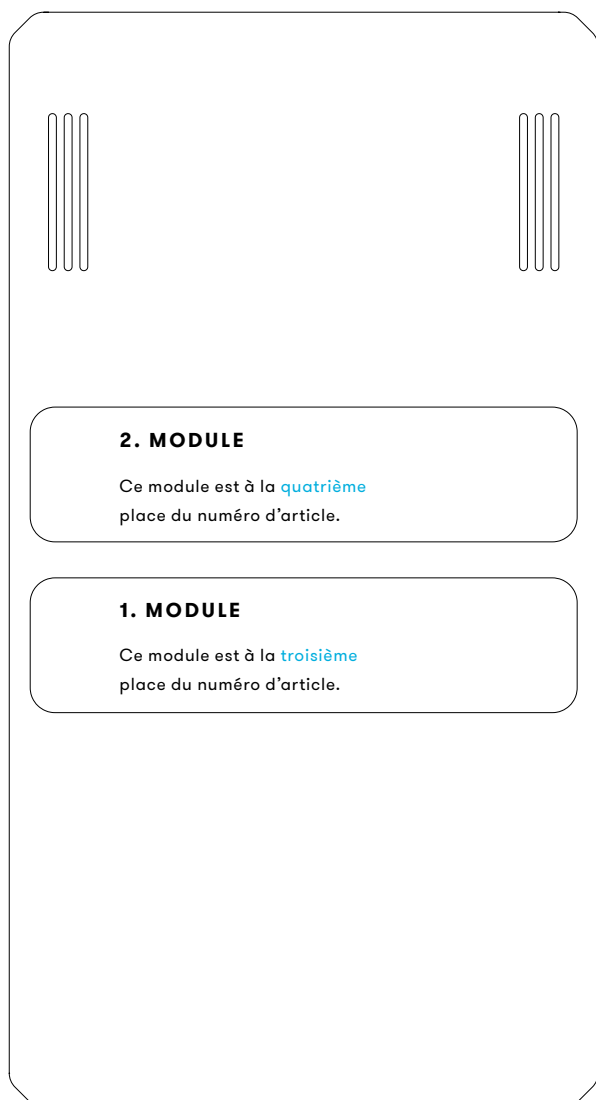 2. MODULE
Ce module est à la quatrième
place du numéro d’article.
1. MODULE
Ce module est à la troisième
place du numéro d’article.